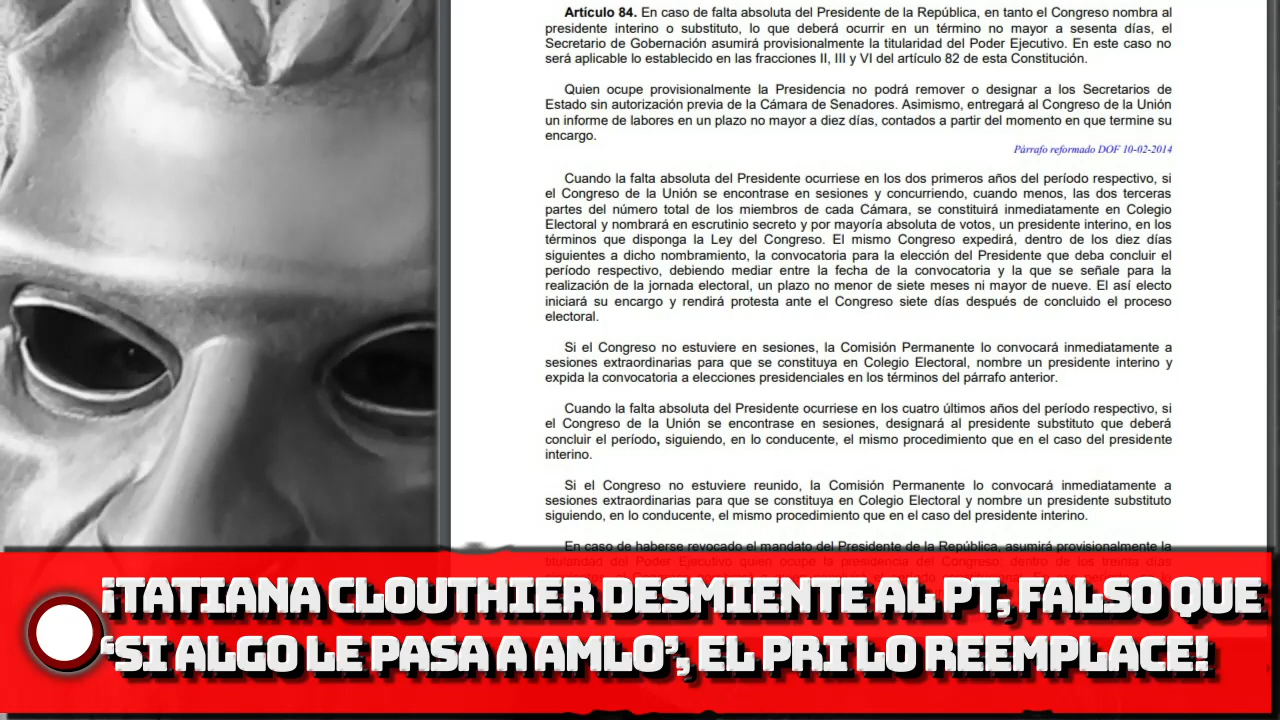 Artículo 84. En caso de falta absoluta del Presidente de la República, en tanto el Congreso nombra al
presidente interino o substituto, lo que deberá ocurrir en un término no mayor a sesenta días, el
Secretario de Gobernación asumirá provisionalmente la titularidad del Poder Ejecutivo. En este caso no
será aplicable lo establecido en las fracciones II, III y VI del artículo 82 de esta Constitución.
Quien ocupe provisionalmente la Presidencia no podrá remover o designar a los Secretarios de
Estado sin autorización previa de la Cámara de Senadores. Asimismo, entregará al Congreso de la Unión
un informe de labores en un plazo no mayor a diez días, contados a partir del momento en que termine su
encargo.
Párrafo reformado DOF 10-02-2014
Cuando la falta absoluta del Presidente ocurriese en los dos primeros años del período respectivo, si
el Congreso de la Unión se encontrase en sesiones y concurriendo, cuando menos, las dos terceras
partes del número total de los miembros de cada Cámara, se constituirá inmediatamente en Colegio
Electoral y nombrará en escrutinio secreto y por mayoría absoluta de votos, un presidente interino, en los
términos que disponga la Ley del Congreso. El mismo Congreso expedirá, dentro de los diez días
siguientes a dicho nombramiento, la convocatoria para la elección del Presidente que deba concluir el
período respectivo, debiendo mediar entre la fecha de la convocatoria y la que se señale para la
realización de la jornada electoral, un plazo no menor de siete meses ni mayor de nueve. El así electo
iniciará su encargo y rendirá protesta ante el Congreso siete días después de concluido el proceso
electoral.
Si el Congreso no estuviere en sesiones, la Comisión Permanente lo convocará inmediatamente a
sesiones extraordinarias para que se constituya en Colegio Electoral, nombre un presidente interino y
expida la convocatoria a elecciones presidenciales en los términos del párrafo anterior.
Cuando la falta absoluta del Presidente ocurriese en los cuatro últimos años del período respectivo, si
el Congreso de la Unión se encontrase en sesiones, designará al presidente substituto que deberá
concluir el período, siguiendo, en lo conducente, el mismo procedimiento que en el caso del presidente
interino.
Si el Congreso no estuviere reunido, la Comisión Permanente lo convocará inmediatamente a
sesiones extraordinarias para que se constituya en Colegio Electoral y nombre un presidente substituto
siguiendo, en lo conducente, el mismo procedimiento que en el caso del presidente interino.
En caso de haberse revocado el mandato del Presidente de la República, asumirá provisionalmente la
titularidad del Poder Ejecutivo quien ocupe la presidencia del Congreso; dentro de los treinta días
¡TATIANA CLOUTHIER DESMIENTE AL PT, FALSO QUE
'SI ALGO LE PASA A AMLO', EL PRI LO REEMPLACE!